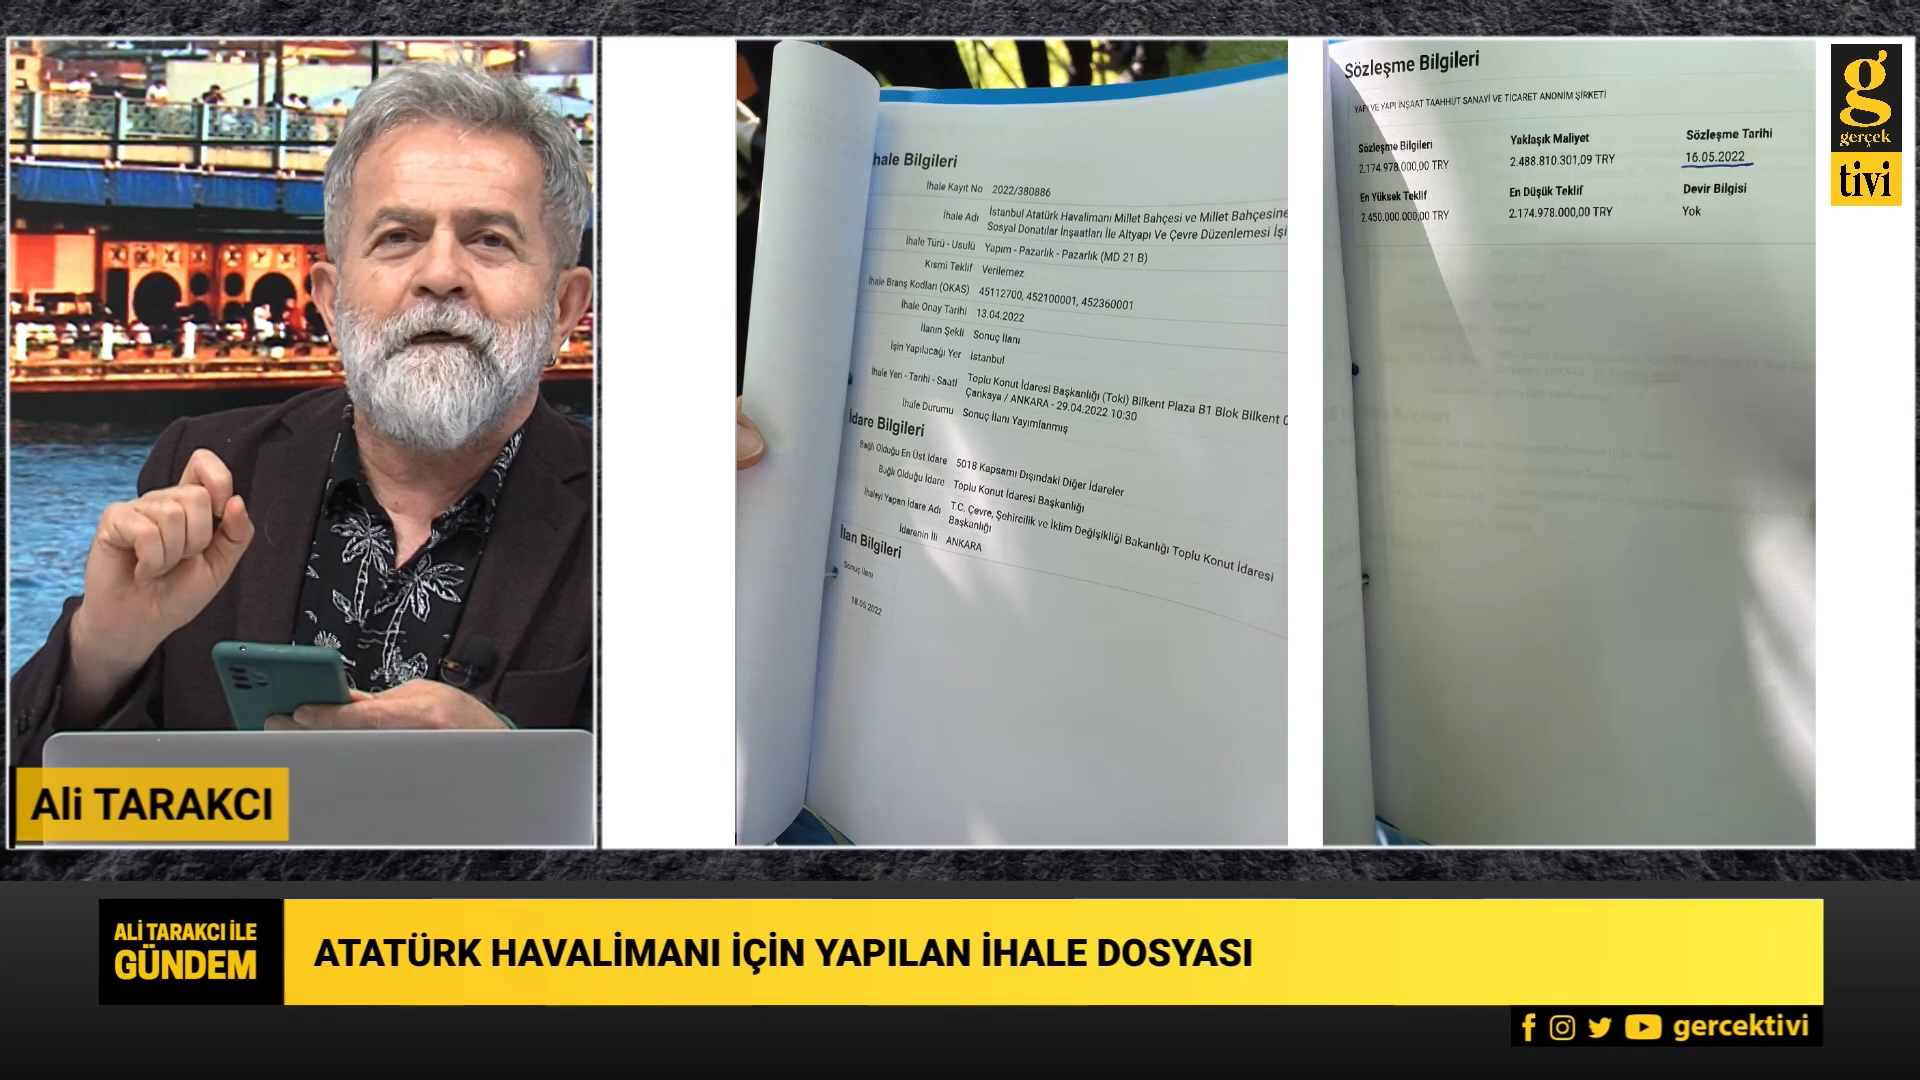 hale Bilgileri
İhale Kayıt No 2022/380886
İhale Adı İstanbul Atatürk Havalimanı Millet Bahçesi ve Millet Bahçesine
Sosyal Donatılar İnşaatları İle Altyapı Ve Çevre Düzenlemesi İşi
İhale Türü - Usulü Yapım - Pazarlık - Pazarlık (MD 21 B)
Kısmi Teklif Verilemez
İhale Branş Kodları (OKAS) 45112700, 452100001, 452360001
İhale Onay Tarihi 13.04.2022
İlanın Şekli Sonuç İlanı
İşin Yapılacağı Yer İstanbul
İhale Yeri - Tarihi - Saati Toplu Konut İdaresi Başkanlığı (Toki) Bilkent Plaza B1 Blok Bilkent
Çankaya / ANKARA - 29.04.2022 10:30
İhale Durumu Sonuç İlanı Yayımlanmış
İdare Bilgileri
Bağlı Olduğu En Üst İdare 5018 Kapsamı Dışındaki Diğer İdareler
Bağlı Olduğu İdare Toplu Konut İdaresi Başkanlığı
İhaleyi Yapan İdare Adı T.C. Çevre, Şehircilik ve İklim Değişikliği Bakanlığı Toplu Konut İdaresi
Başkanlığı
İdarenin İli ANKARA
İlan Bilgileri
Sonuç İlanı
18.05.2022
Sözleşme Bilgileri
YAPI VE YAPI İNŞAAT TAAHHUT SANAYİ VE TİCARET ANONİM ŞİRKETİ
Sözleşme Bilgileri Yaklaşık Maliyet Sözleşme Tarihi
2.174.978.000,00 TRY 2.488.810.301,09 TRY 16.05.2022
En Yüksek Teklif En Düşük Teklif Devir Bilgisi
2.450.000.000,00 TRY 2.174.978.000,00 TRY Yok
g
gerçek
tivi
Ali TARAKCI
ALİ TARAKCI İLE
GÜNDEM
ATATÜRK HAVALİMANI İÇİN YAPILAN İHALE DOSYASI
gercektivi